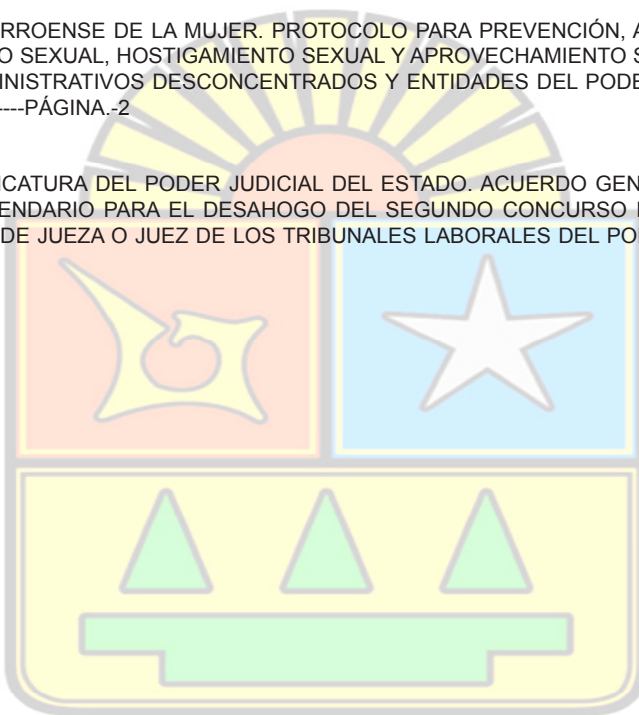 RROENSE DE LA MUJER. PROTOCOLO PARA PREVENCIÓN, A
O SEXUAL, HOSTIGAMIENTO SEXUAL Y APROVECHAMIENTO S
MINISTRATIVOS DESCONCENTRADOS Y ENTIDADES DEL PODE
----PÁGINA.-2
ICATURA DEL PODER JUDICIAL DEL ESTADO. ACUERDO GEN
ENDARIO PARA EL DESAHOGO DEL SEGUNDO CONCURSO
DE JUEZA O JUEZ DE LOS TRIBUNALES LABORALES DEL PO